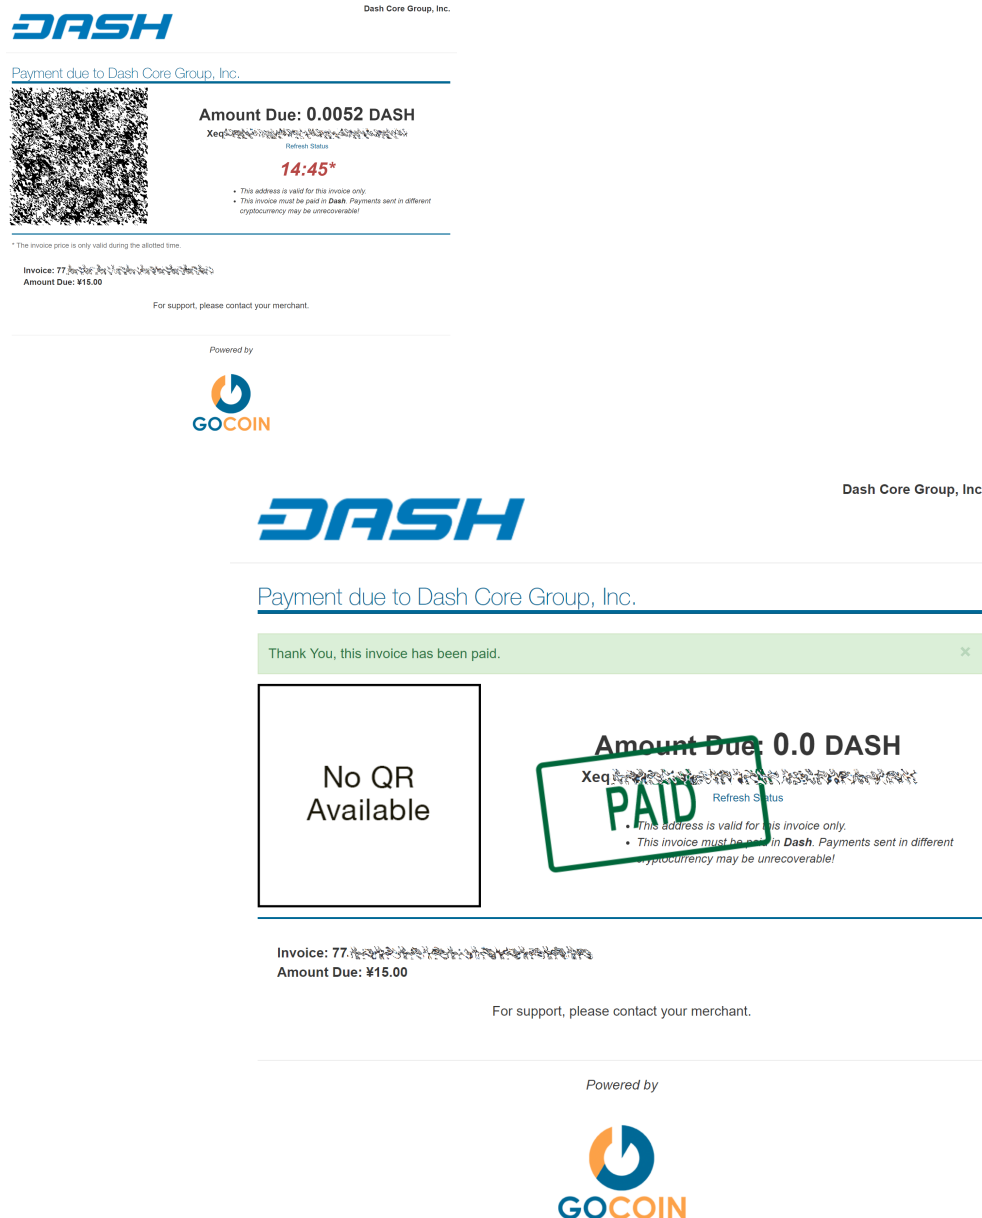 DASH
Dash Core Group, Inc.
Payment due to Dash Core Group, Inc.
Amount Due: 0.0052 DASH
Xeq
Refresh Status
14:45*
• This address is valid for this invoice only.
• This invoice must be paid in Dash. Payments sent in different
cryptocurrency may be unrecoverable!
* The invoice price is only valid during the allotted time.
Invoice: 77
Amount Due: ¥15.00
For support, please contact your merchant.
Powered by
GOCOIN
Dash Core Group, Inc
DASH
Payment due to Dash Core Group, Inc.
Thank You, this invoice has been paid.
×
No QR
Available
Amount Due: 0.0 DASH
Xeq
PAID
Refresh Status
• This address is valid for this invoice only.
• This invoice must be paid in Dash. Payments sent in different
cryptocurrency may be unrecoverable!
Invoice: 77
Amount Due: ¥15.00
For support, please contact your merchant.
Powered by
GOCOIN